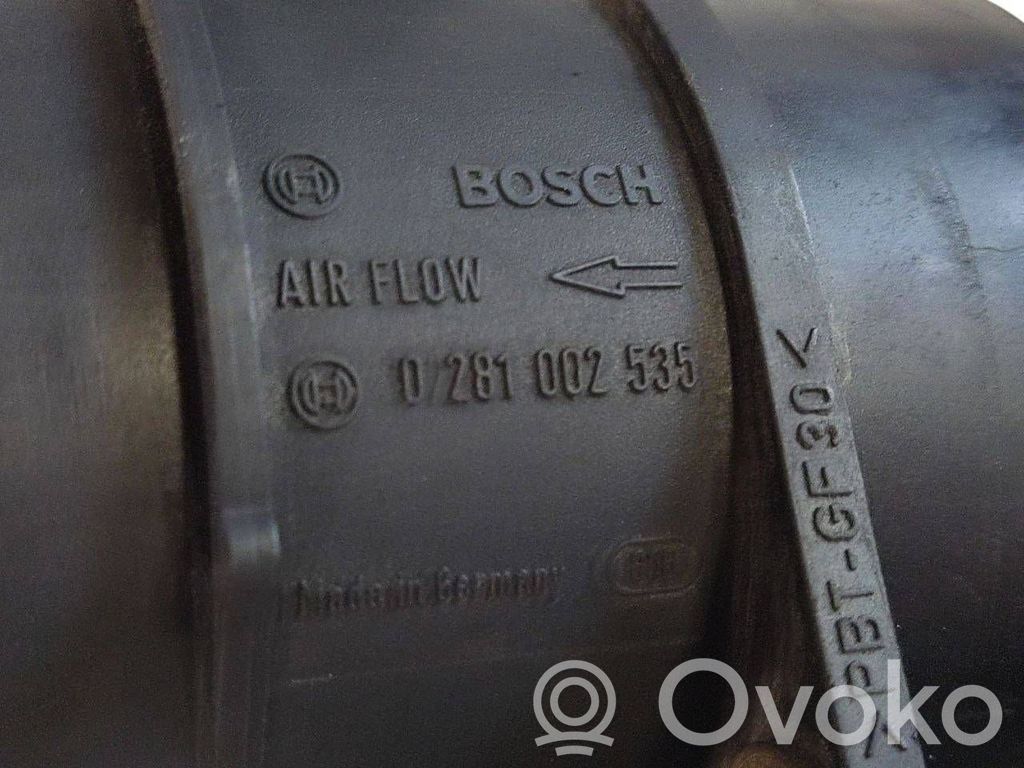 BOSCH
AIR FLOW
0 281 002 535
Made in Germany
>PBT-GF30<
Ovoko